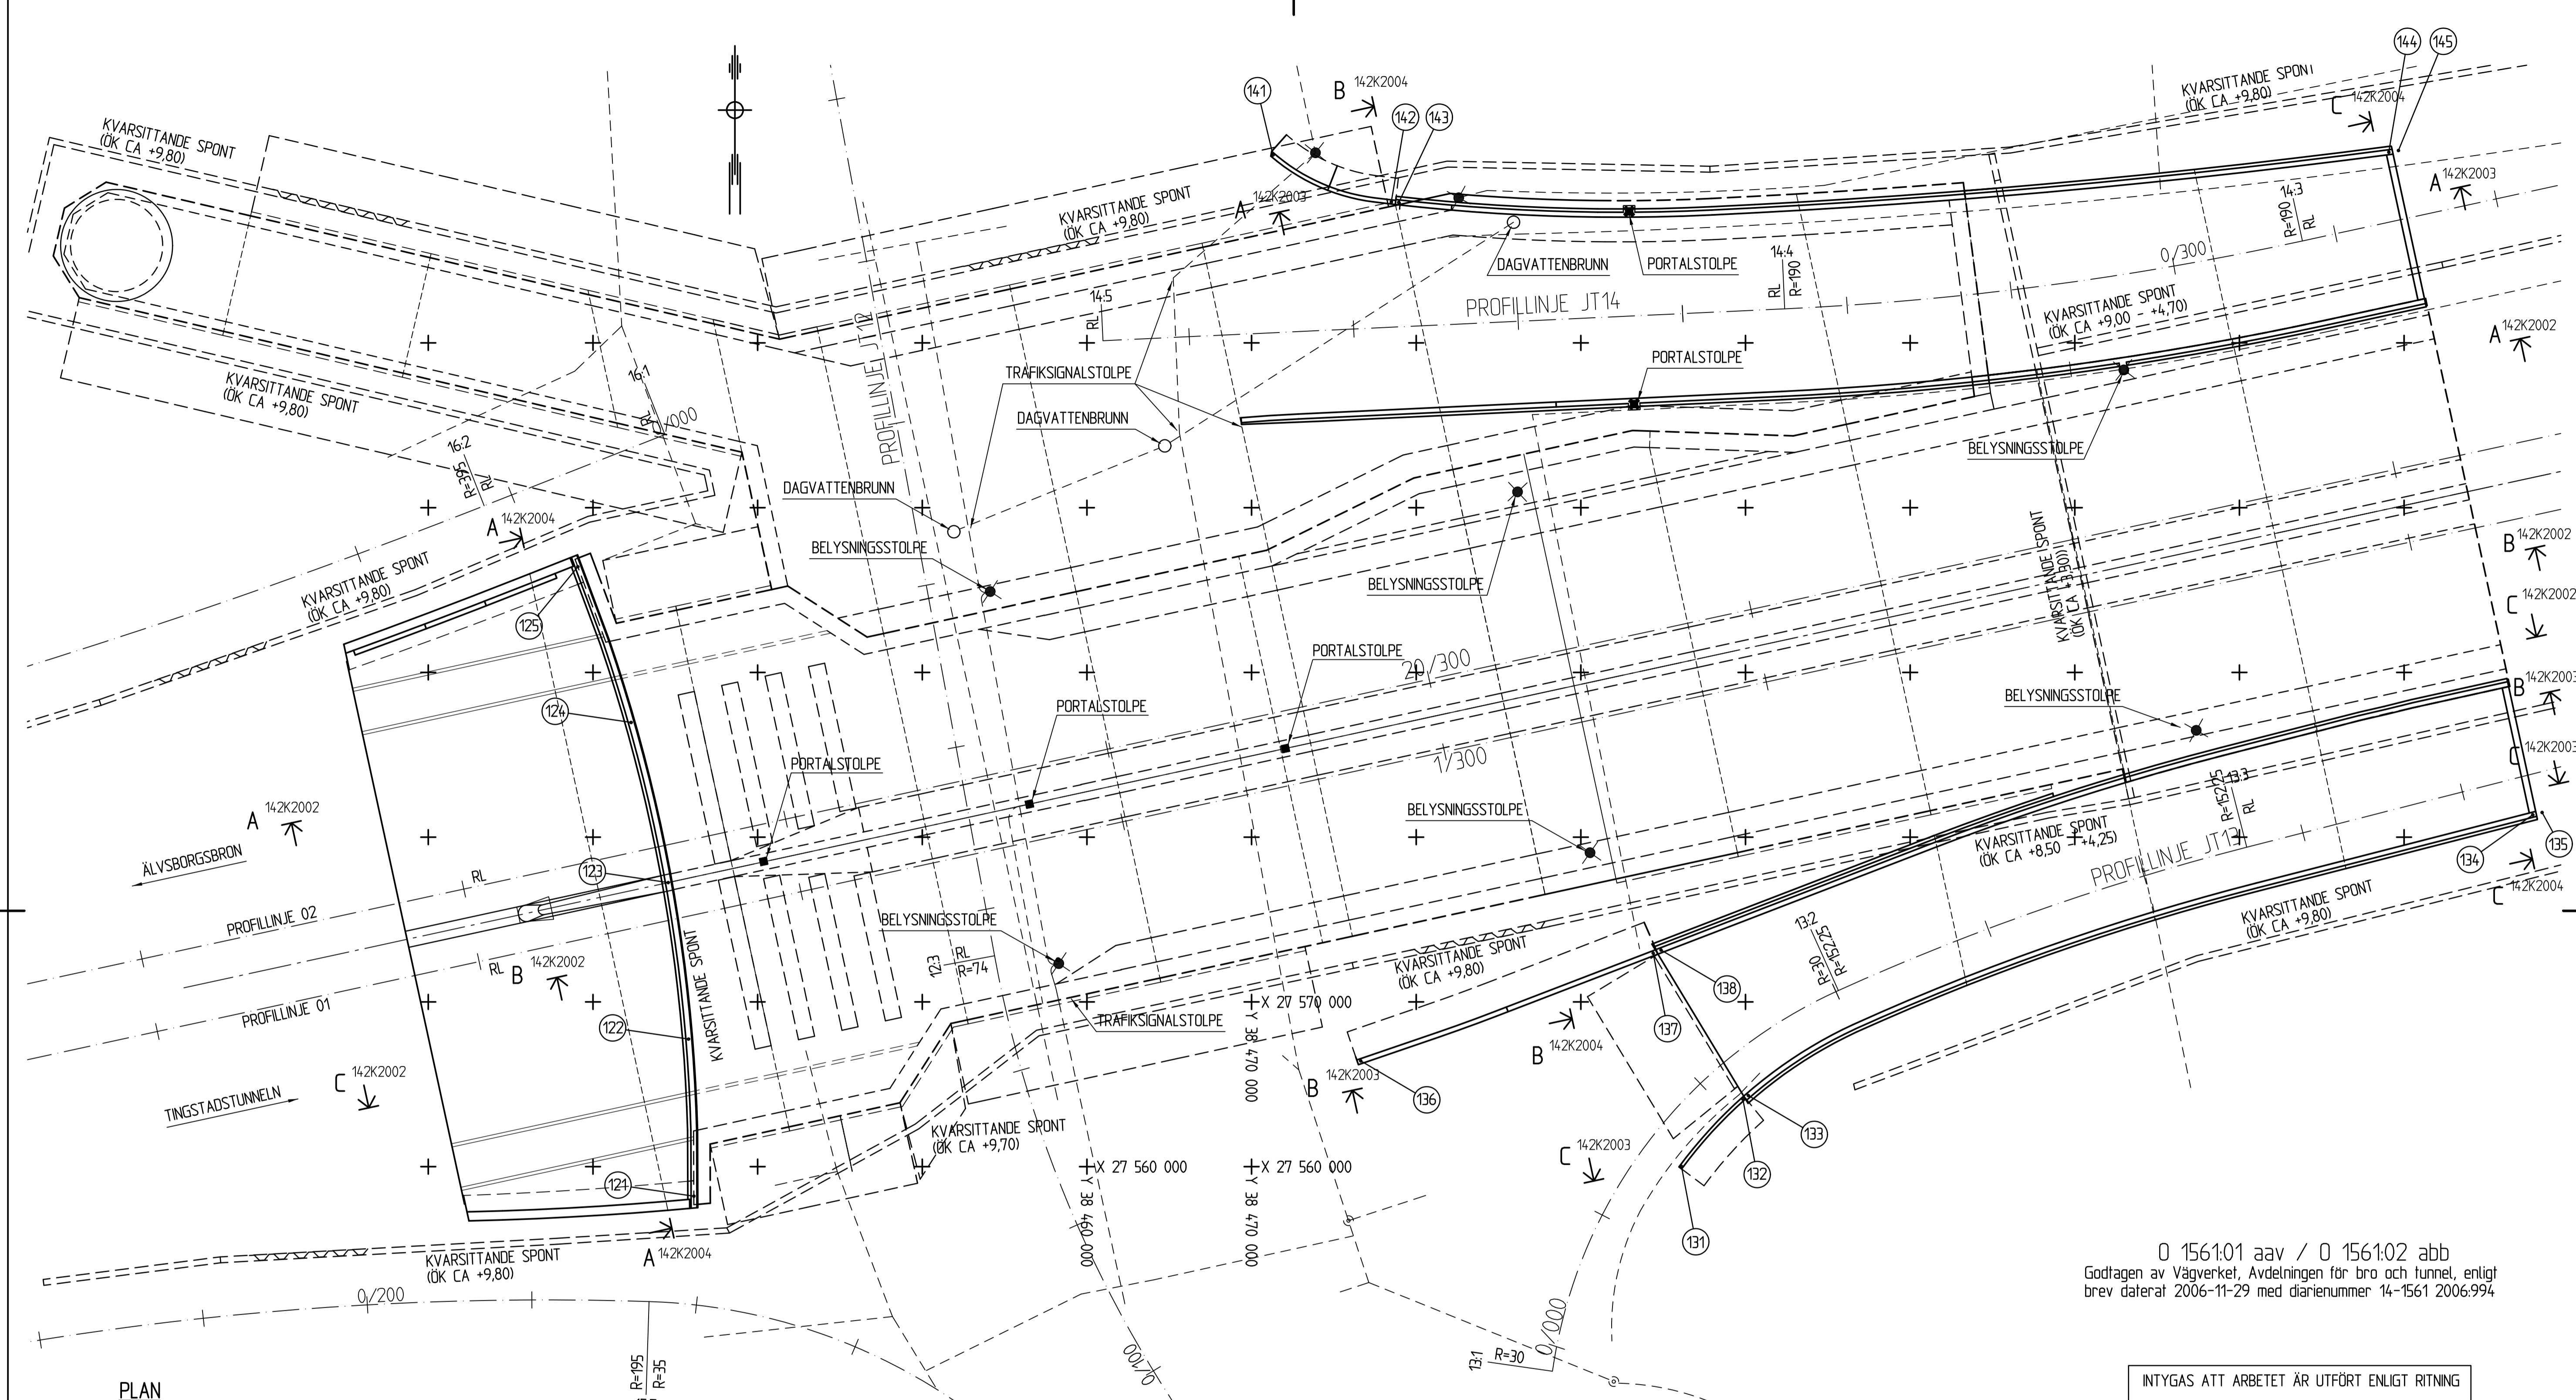 144
145
KVARSITTANDE SPONT
(ÖK CA +9,80)
C 142K2004
141
B 142K2004
142
143
KVARSITTANDE SPONT
(ÖK CA +9,80)
KVARSITTANDE SPONT
(ÖK CA +9,80)
A 142K2003
A 142K2003
14:3
R=190
RL
0/300
DAGVATTENBRUNN
PORTALSTOLPE
14:4
RL
R=190
14:5
RL
PROFILLINJE JT14
PROFILLINJE JT12
KVARSITTANDE SPONT
(ÖK CA +9,00 - +4,70)
A 142K2002
TRAFIKSIGNALSTOLPE
PORTALSTOLPE
KVARSITTANDE SPONT
(ÖK CA +9,80)
16:1
RL
0/000
DAGVATTENBRUNN
BELYSNINGSSTOLPE
16:2
R=395
RL
DAGVATTENBRUNN
A 142K2004
BELYSNINGSSTOLPE
BELYSNINGSSTOLPE
KVARSITTANDE SPONT
(ÖK CA +3,90)
B 142K2002
C 142K2002
KVARSITTANDE SPONT
(ÖK CA +9,80)
125
PORTALSTOLPE
20/300
B 142K2003
124
PORTALSTOLPE
BELYSNINGSSTOLPE
1/300
PORTALSTOLPE
C 142K2003
13:3
R=152,25
RL
A 142K2002
BELYSNINGSSTOLPE
ÄLVSBORGSBRON
KVARSITTANDE SPONT
(ÖK CA +8,50 - +4,25)
PROFILLINJE JT13
134
135
123
RL
C 142K2004
PROFILLINJE 02
BELYSNINGSSTOLPE
KVARSITTANDE SPONT
(ÖK CA +9,80)
13:2
R=30
R=152,25
12:3
RL
R=74
KVARSITTANDE SPONT
(ÖK CA +9,80)
RL
B 142K2002
KVARSITTANDE SPONT
138
137
X 27 570 000
Y 38 470 000
PROFILLINJE 01
122
TRAFIKSIGNALSTOLPE
B 142K2004
C 142K2002
TINGSTADSTUNNELN
B 142K2003
136
KVARSITTANDE SPONT
(ÖK CA +9,70)
133
C 142K2003
132
X 27 560 000
X 27 560 000
Y 38 460 000
Y 38 470 000
121
131
A 142K2004
KVARSITTANDE SPONT
(ÖK CA +9,80)
0/200
O 1561:01 aav / O 1561:02 abb
Godtagen av Vägverket, Avdelningen för bro och tunnel, enligt
brev daterat 2006-11-29 med diarienummer 14-1561 2006:994
R=195
R=35
0/100
0/000
13:1
R=30
PLAN
INTYGAS ATT ARBETET ÄR UTFÖRT ENLIGT RITNING